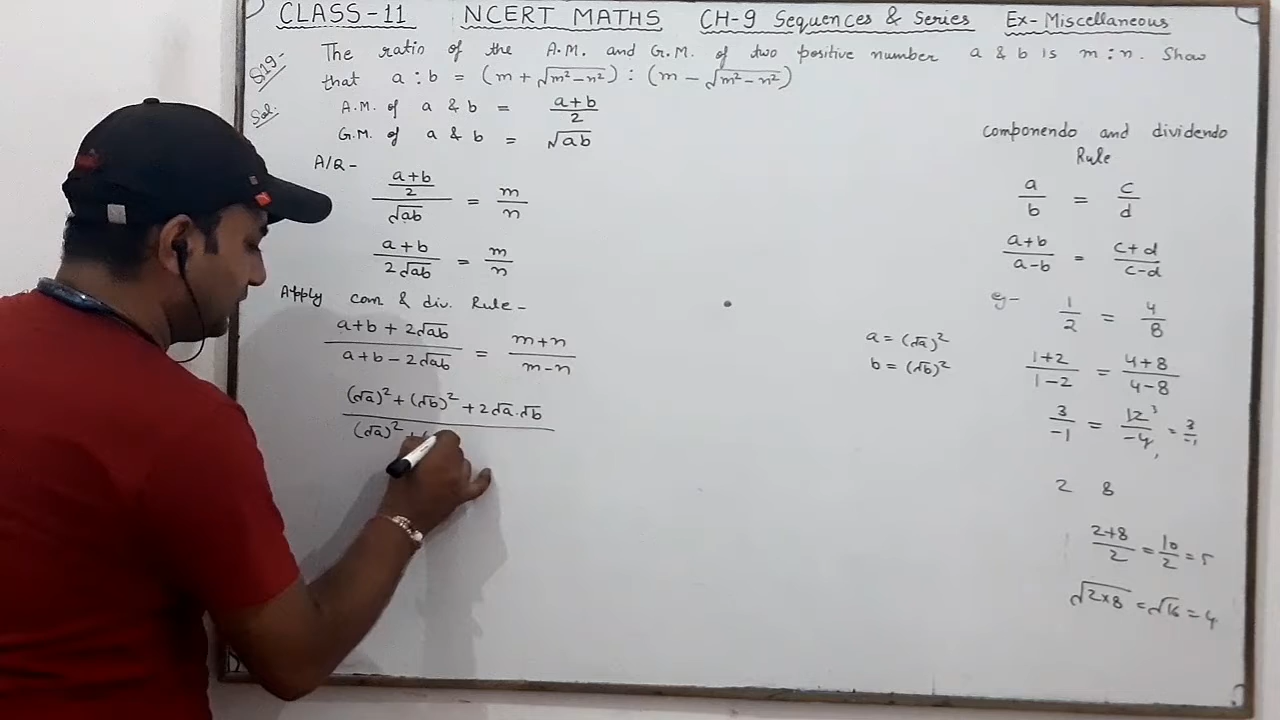 CLASS-11 NCERT MATHS CH-9 Sequences & Series Ex-Miscellaneous
Q19- The ratio of the A.M. and G.M. of two positive number a & b is m : n. Show
that a : b = (m + √(m²-n²)) : (m - √(m²-n²))
Sol. A.M. of a & b = (a+b)/2
G.M. of a & b = √ab
A/Q-
((a+b)/2)/√ab = m/n
(a+b)/(2√ab) = m/n
Apply com & div. Rule -
(a+b+2√ab)/(a+b-2√ab) = (m+n)/(m-n)
(√a)² + (√b)² + 2√a.√b
(√a)² +
a = (√a)²
b = (√b)²
componendo and dividendo
Rule
a/b = c/d
(a+b)/(a-b) = (c+d)/(c-d)
eg- 1/2 = 4/8
(1+2)/(1-2) = (4+8)/(4-8)
3/-1 = 12/-4 = 3/-1
2 8
(2+8)/2 = 10/2 = 5
√(2×8) = √16 = 4